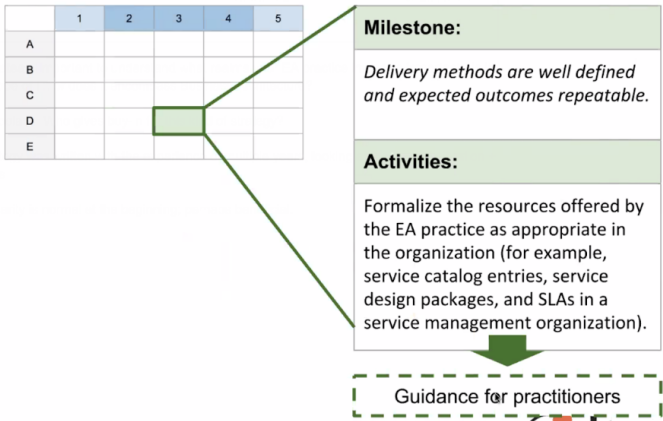 1 2 3 4 5
A
B
C
D
E
Milestone:
Delivery methods are well defined
and expected outcomes repeatable.
Activities:
Formalize the resources offered by
the EA practice as appropriate in
the organization (for example,
service catalog entries, service
design packages, and SLAs in a
service management organization).
Guidance for practitioners